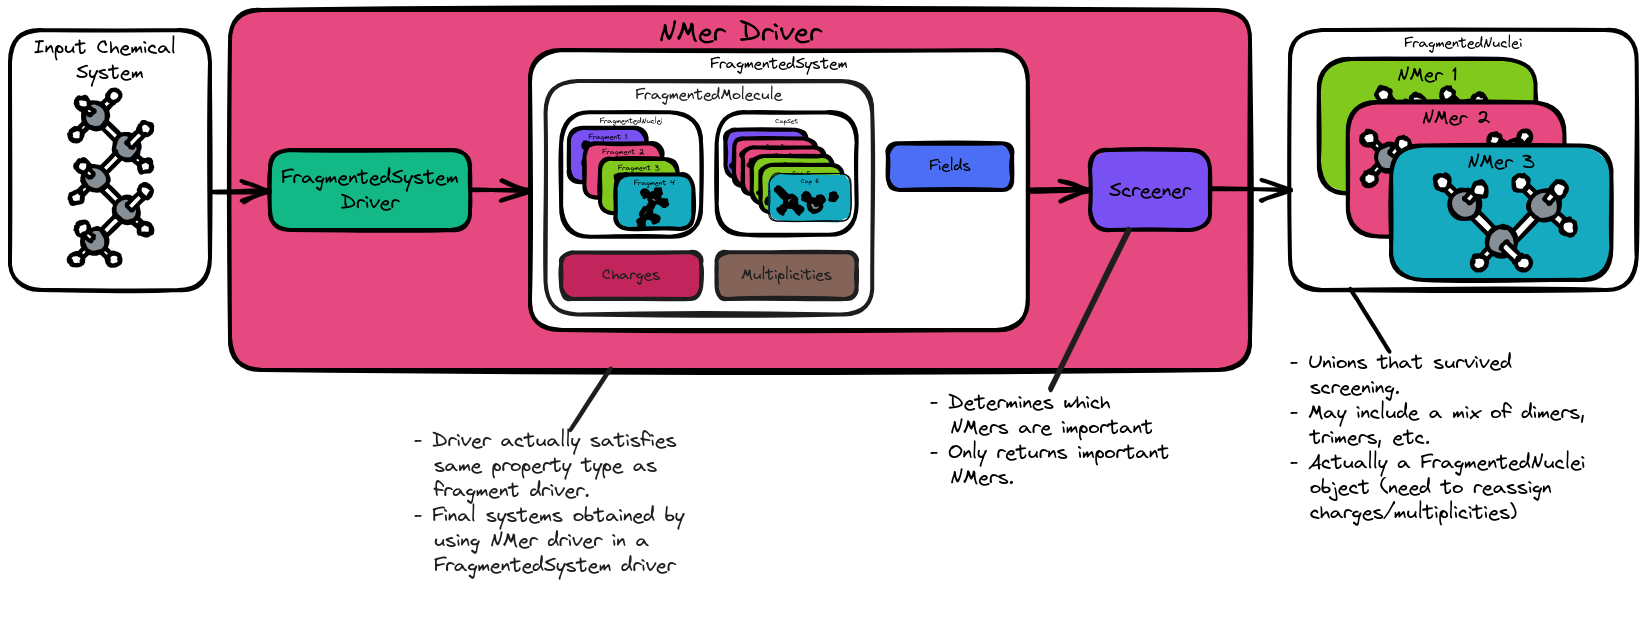 Input Chemical
System
NMer Driver
FragmentedSystem
Driver
FragmentedSystem
FragmentedMolecule
FragmentedNuclei
Fragment 1
Fragment 2
Fragment 3
Fragment 4
CapSet
Cap 6
Charges
Multiplicities
Fields
Screener
FragmentedNuclei
NMer 1
NMer 2
NMer 3
- Driver actually satisfies
same property type as
fragment driver.
- Final systems obtained by
using NMer driver in a
FragmentedSystem driver
- Determines which
NMers are important
- Only returns important
NMers.
- Unions that survived
screening.
- May include a mix of dimers,
trimers, etc.
- Actually a FragmentedNuclei
object (need to reassign
charges/multiplicities)